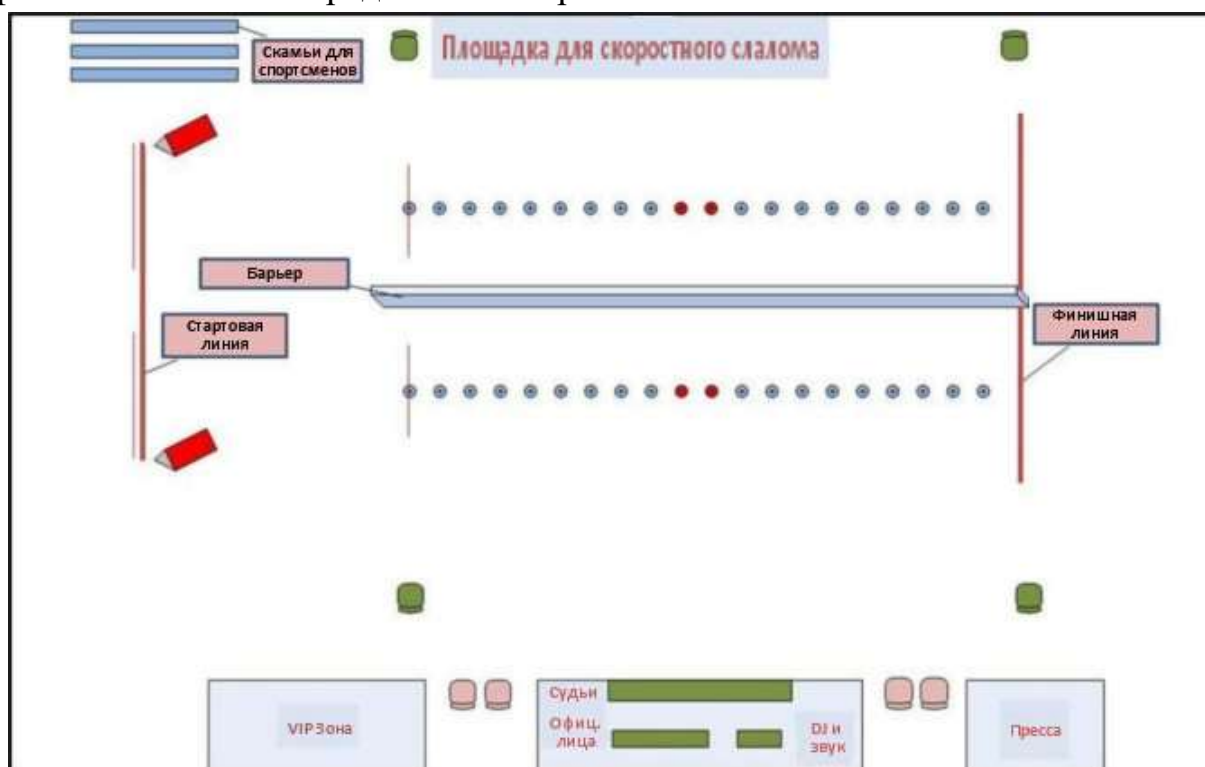 Скамьи для
спортсменов
Площадка для скоростного слалома
Барьер
Стартовая
линия
Финишная
линия
VIP Зона
Судьи
Офиц.
лица
DJ и
звук
Пресса